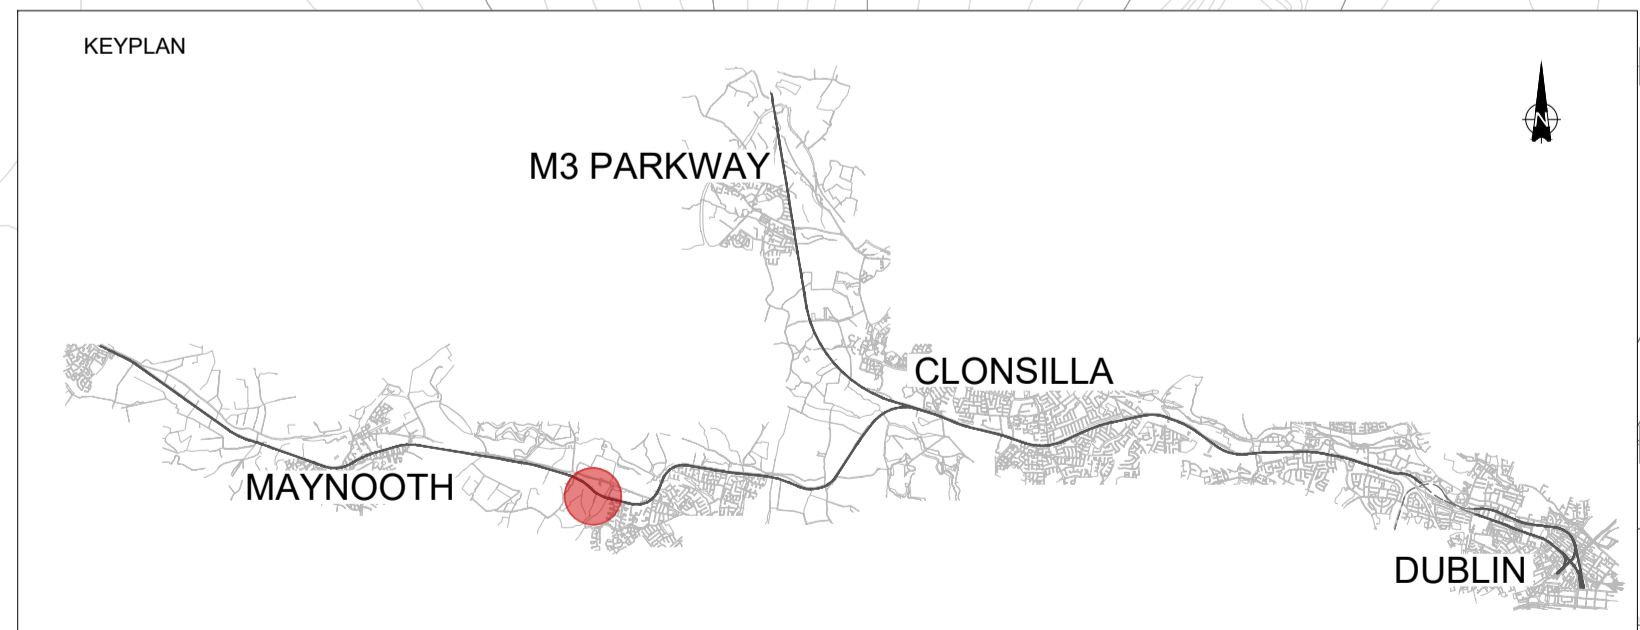 KEYPLAN
N
M3 PARKWAY
CLONSILLA
MAYNOOTH
DUBLIN